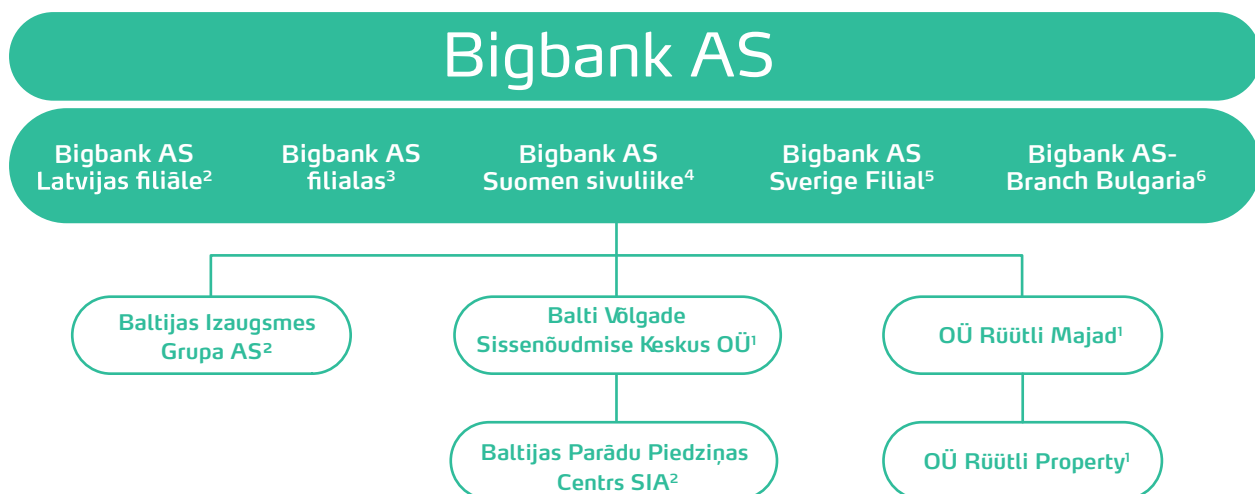 Bigbank AS
Bigbank AS
Latvijas filiāle²
Bigbank AS
filialas³
Bigbank AS
Suomen sivuliike⁴
Bigbank AS
Sverige Filial⁵
Bigbank AS-
Branch Bulgaria⁶
Baltijas Izaugsmes
Grupa AS²
Balti Võlgade
Sissenõudmise Keskus OÜ¹
OÜ Rüütli Majad¹
Baltijas Parādu Piedziņas
Centrs SIA²
OÜ Rüütli Property¹